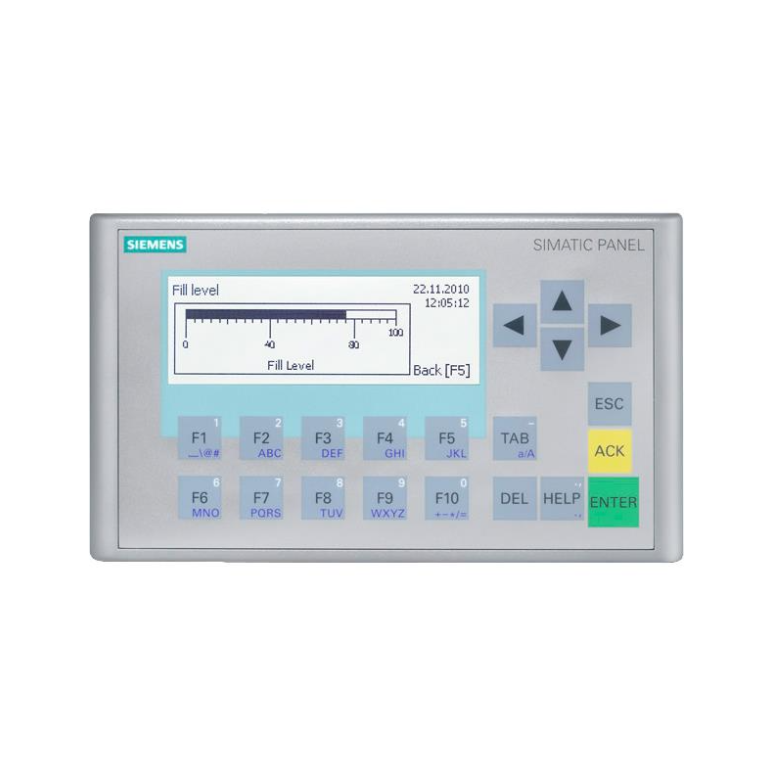 SIEMENS
SIMATIC PANEL
Fill level
22.11.2010
12:05:12
0 40 80 100
Fill Level
Back [F5]
ESC
1 2 3 4 5
F1 F2 F3 F4 F5 TAB
_\@# ABC DEF GHI JKL a/A
ACK
6 7 8 9 0
F6 F7 F8 F9 F10 DEL HELP ENTER
MNO PQRS TUV WXYZ +-*/=